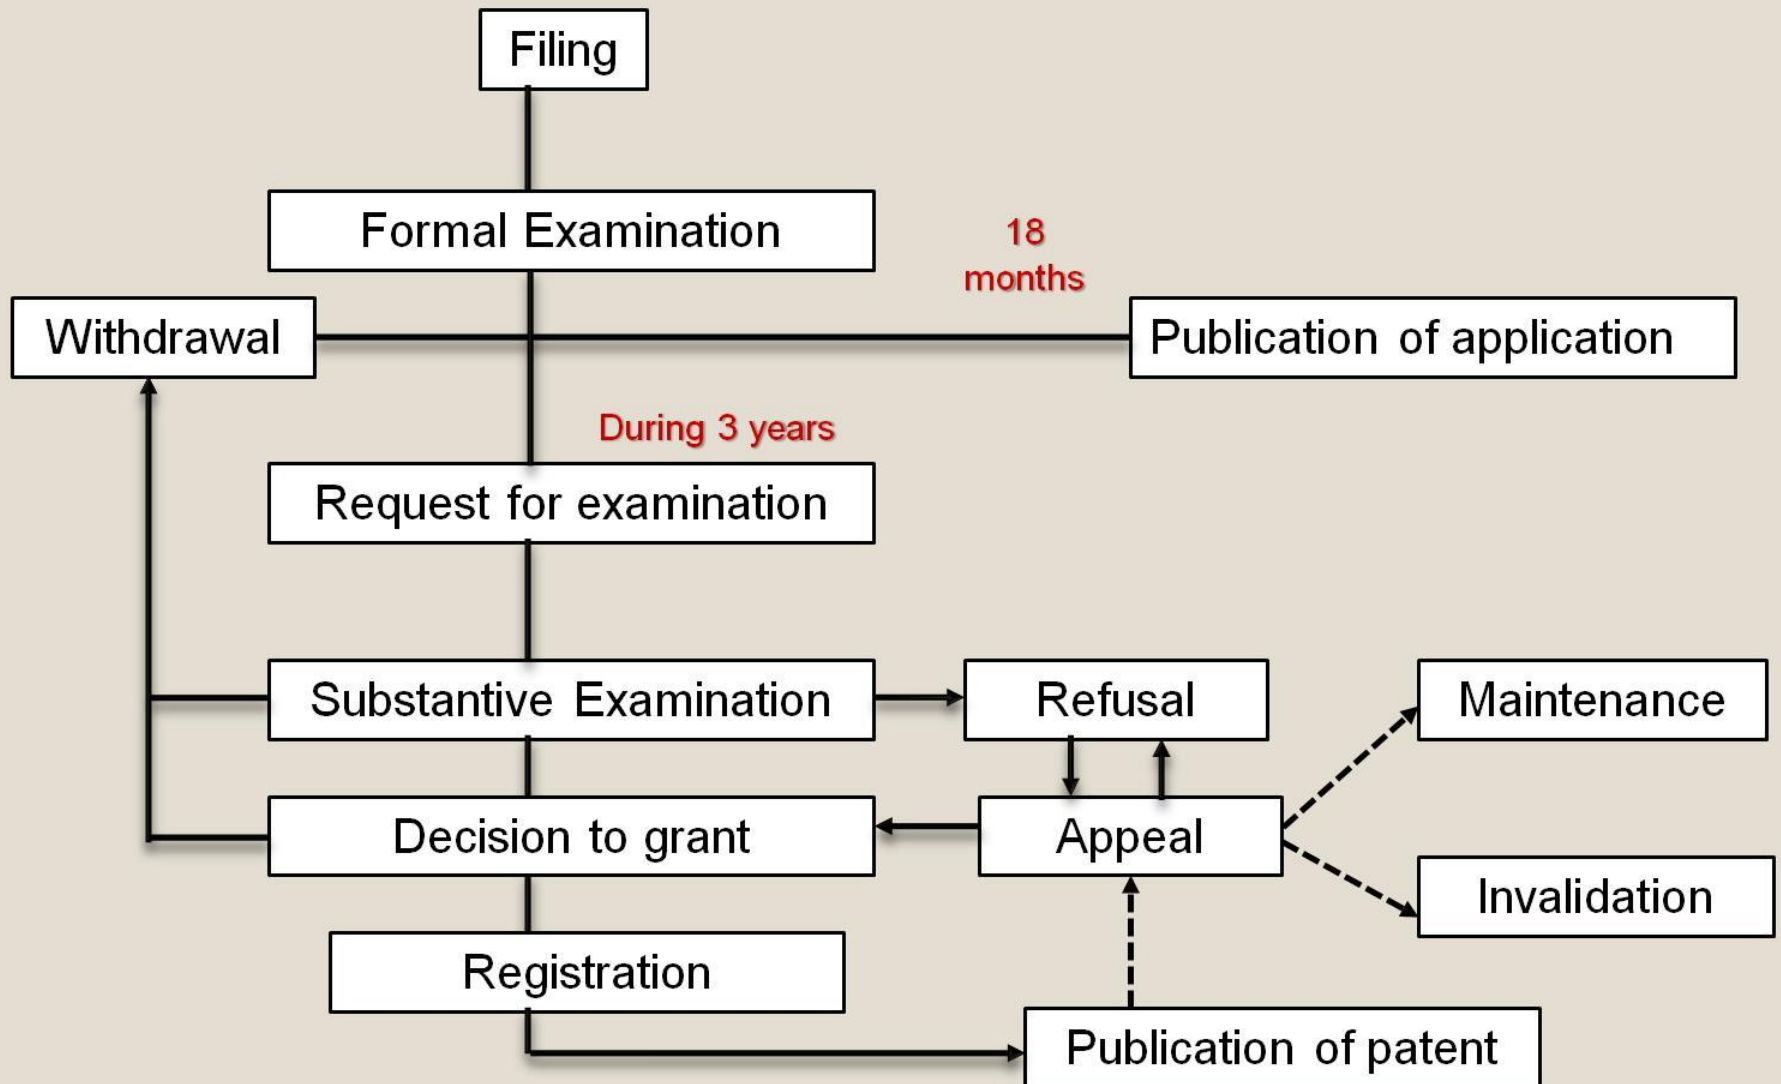 Filing
Formal Examination
18
months
Withdrawal
Publication of application
During 3 years
Request for examination
Substantive Examination
Refusal
Maintenance
Decision to grant
Appeal
Invalidation
Registration
Publication of patent